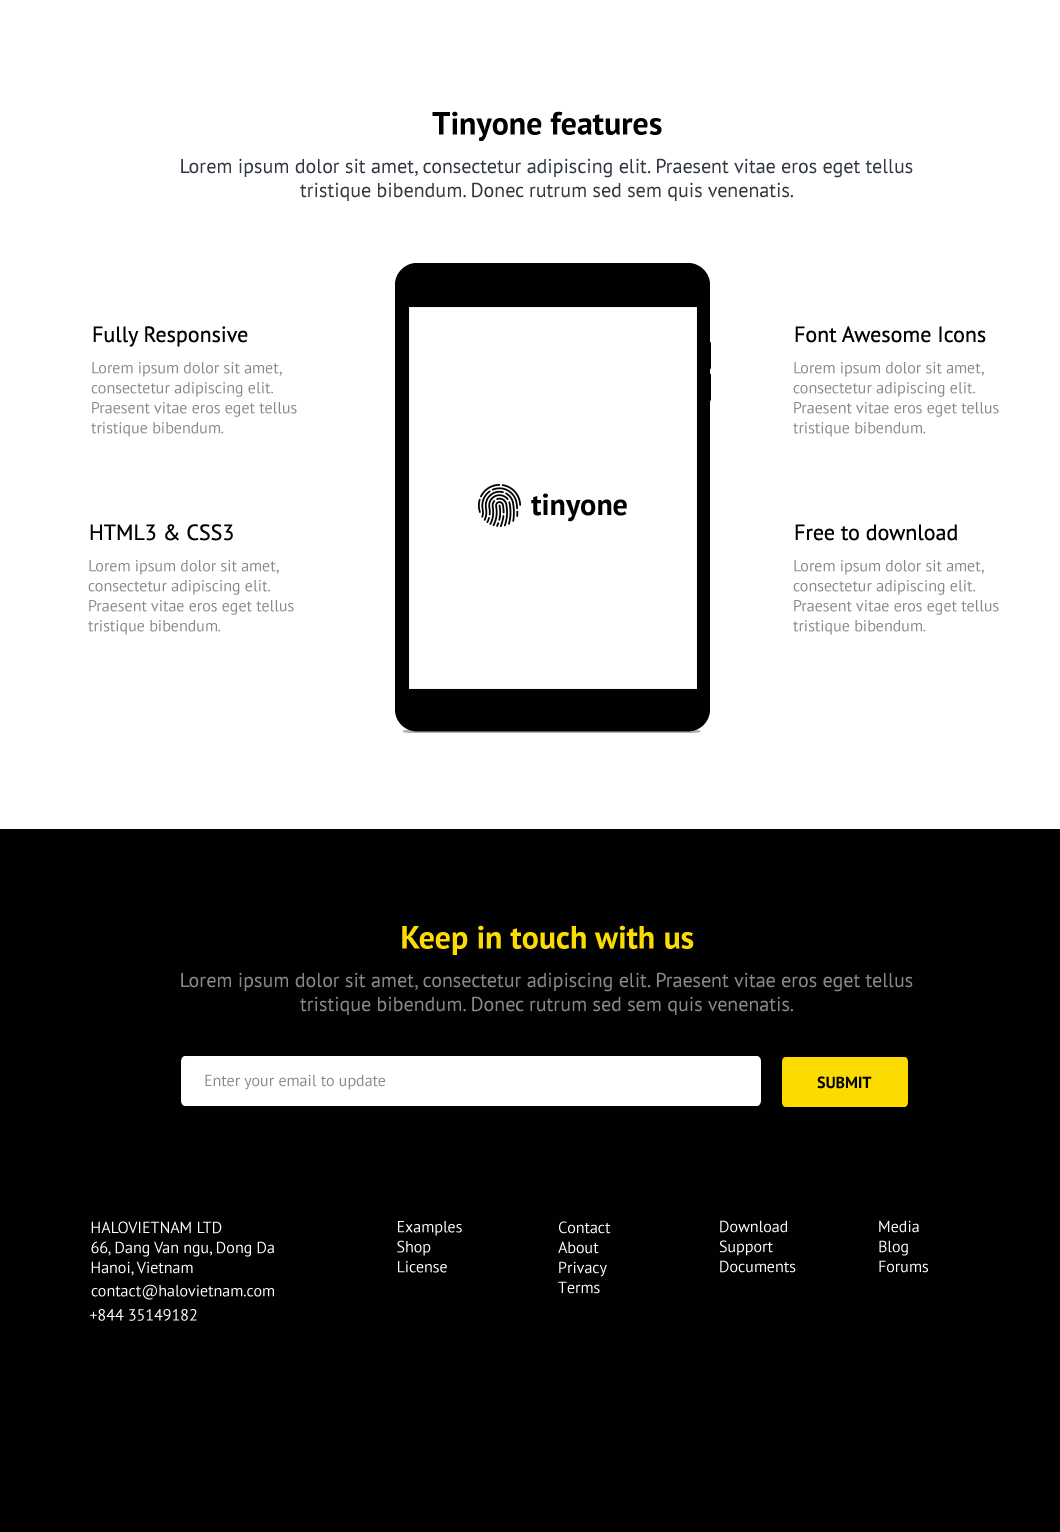 Tinyone features
Lorem ipsum dolor sit amet, consectetur adipiscing elit. Praesent vitae eros eget tellus
tristique bibendum. Donec rutrum sed sem quis venenatis.
Fully Responsive
Lorem ipsum dolor sit amet,
consectetur adipiscing elit.
Praesent vitae eros eget tellus
tristique bibendum.
HTML3 & CSS3
Lorem ipsum dolor sit amet,
consectetur adipiscing elit.
Praesent vitae eros eget tellus
tristique bibendum.
tinyone
Font Awesome Icons
Lorem ipsum dolor sit amet,
consectetur adipiscing elit.
Praesent vitae eros eget tellus
tristique bibendum.
Free to download
Lorem ipsum dolor sit amet,
consectetur adipiscing elit.
Praesent vitae eros eget tellus
tristique bibendum.
Keep in touch with us
Lorem ipsum dolor sit amet, consectetur adipiscing elit. Praesent vitae eros eget tellus
tristique bibendum. Donec rutrum sed sem quis venenatis.
Enter your email to update
SUBMIT
HALOVIETNAM LTD
66, Dang Van ngu, Dong Da
Hanoi, Vietnam
contact@halovietnam.com
+844 35149182
Examples
Shop
License
Contact
About
Privacy
Terms
Download
Support
Documents
Media
Blog
Forums